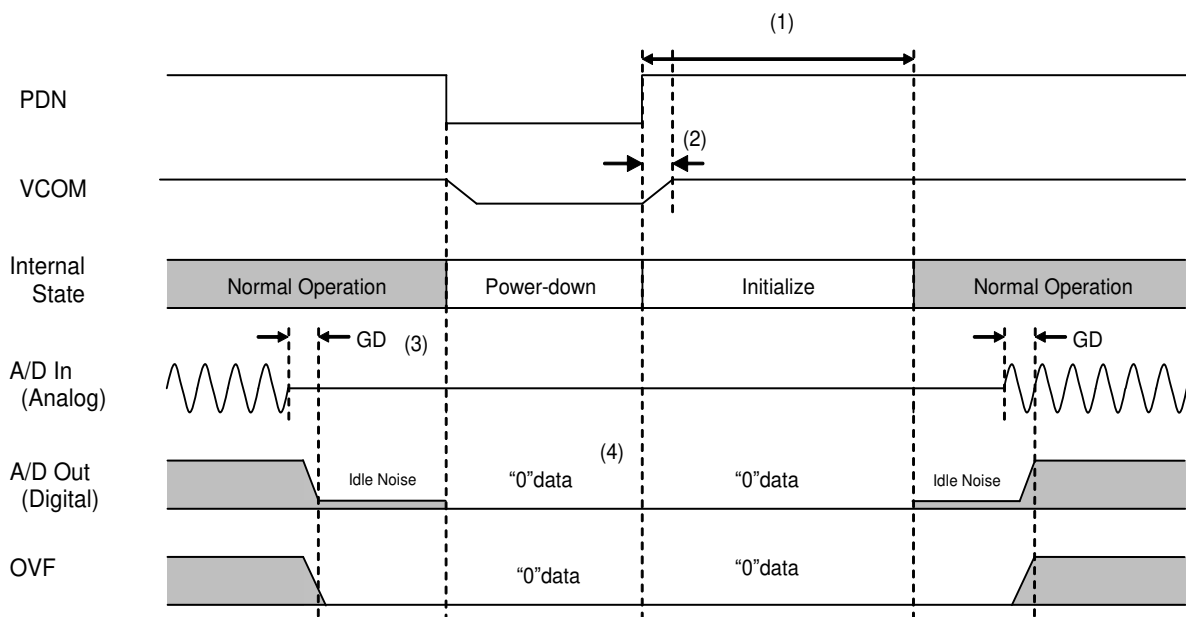 (1)
PDN
(2)
VCOM
Internal
State
Normal Operation
Power-down
Initialize
Normal Operation
GD
(3)
GD
A/D In
(Analog)
A/D Out
(Digital)
Idle Noise
“0”data
(4)
“0”data
Idle Noise
OVF
“0”data
“0”data